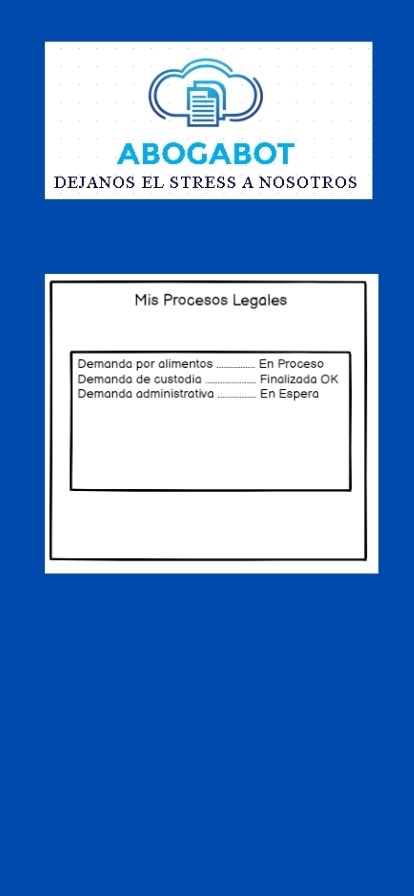 ABOGABOT
DEJANOS EL STRESS A NOSOTROS
Mis Procesos Legales
Demanda por alimentos ............. En Proceso
Demanda de custodia ................. Finalizada OK
Demanda administrativa ............. En Espera